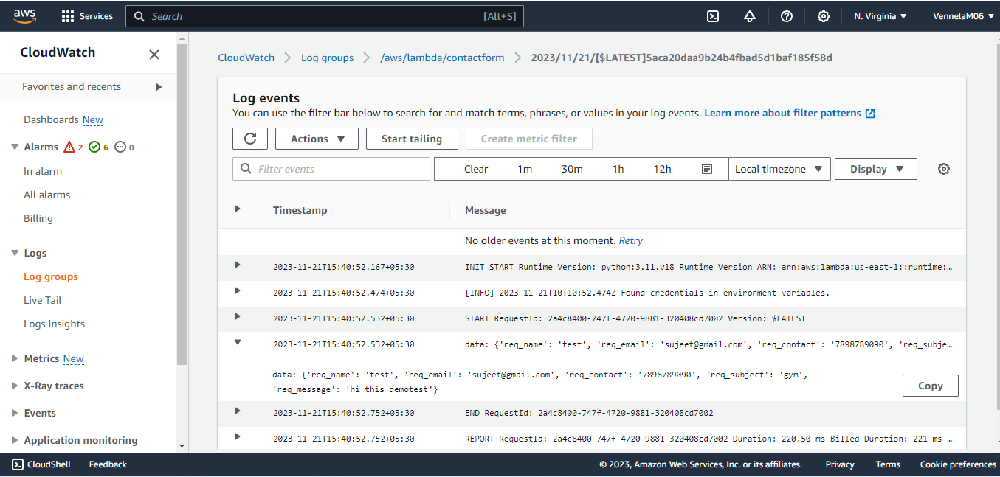 aws Services Search [Alt+S] N. Virginia VennelaM06
CloudWatch
Favorites and recents
Dashboards New
Alarms 2 6 0
In alarm
All alarms
Billing
Logs
Log groups
Live Tail
Logs Insights
Metrics New
X-Ray traces
Events
Application monitoring
CloudWatch Log groups /aws/lambda/contactform 2023/11/21/[$LATEST]5aca20daa9b24b4fbad5d1baf185f58d
Log events
You can use the filter bar below to search for and match terms, phrases, or values in your log events. Learn more about filter patterns
Actions Start tailing Create metric filter
Filter events Clear 1m 30m 1h 12h Local timezone Display
Timestamp Message
No older events at this moment. Retry
2023-11-21T15:40:52.167+05:30 INIT_START Runtime Version: python:3.11.v18 Runtime Version ARN: arn:aws:lambda:us-east-1::runtime:…
2023-11-21T15:40:52.474+05:30 [INFO] 2023-11-21T10:10:52.474Z Found credentials in environment variables.
2023-11-21T15:40:52.532+05:30 START RequestId: 2a4c8400-747f-4720-9881-320408cd7002 Version: $LATEST
2023-11-21T15:40:52.532+05:30 data: {'req_name': 'test', 'req_email': 'sujeet@gmail.com', 'req_contact': '7898789090', 'req_subje…
data: {'req_name': 'test', 'req_email': 'sujeet@gmail.com', 'req_contact': '7898789090', 'req_subject': 'gym',
'req_message': 'hi this demotest'}
Copy
2023-11-21T15:40:52.752+05:30 END RequestId: 2a4c8400-747f-4720-9881-320408cd7002
2023-11-21T15:40:52.752+05:30 REPORT RequestId: 2a4c8400-747f-4720-9881-320408cd7002 Duration: 220.50 ms Billed Duration: 221 ms …
CloudShell Feedback © 2023, Amazon Web Services, Inc. or its affiliates. Privacy Terms Cookie preferences